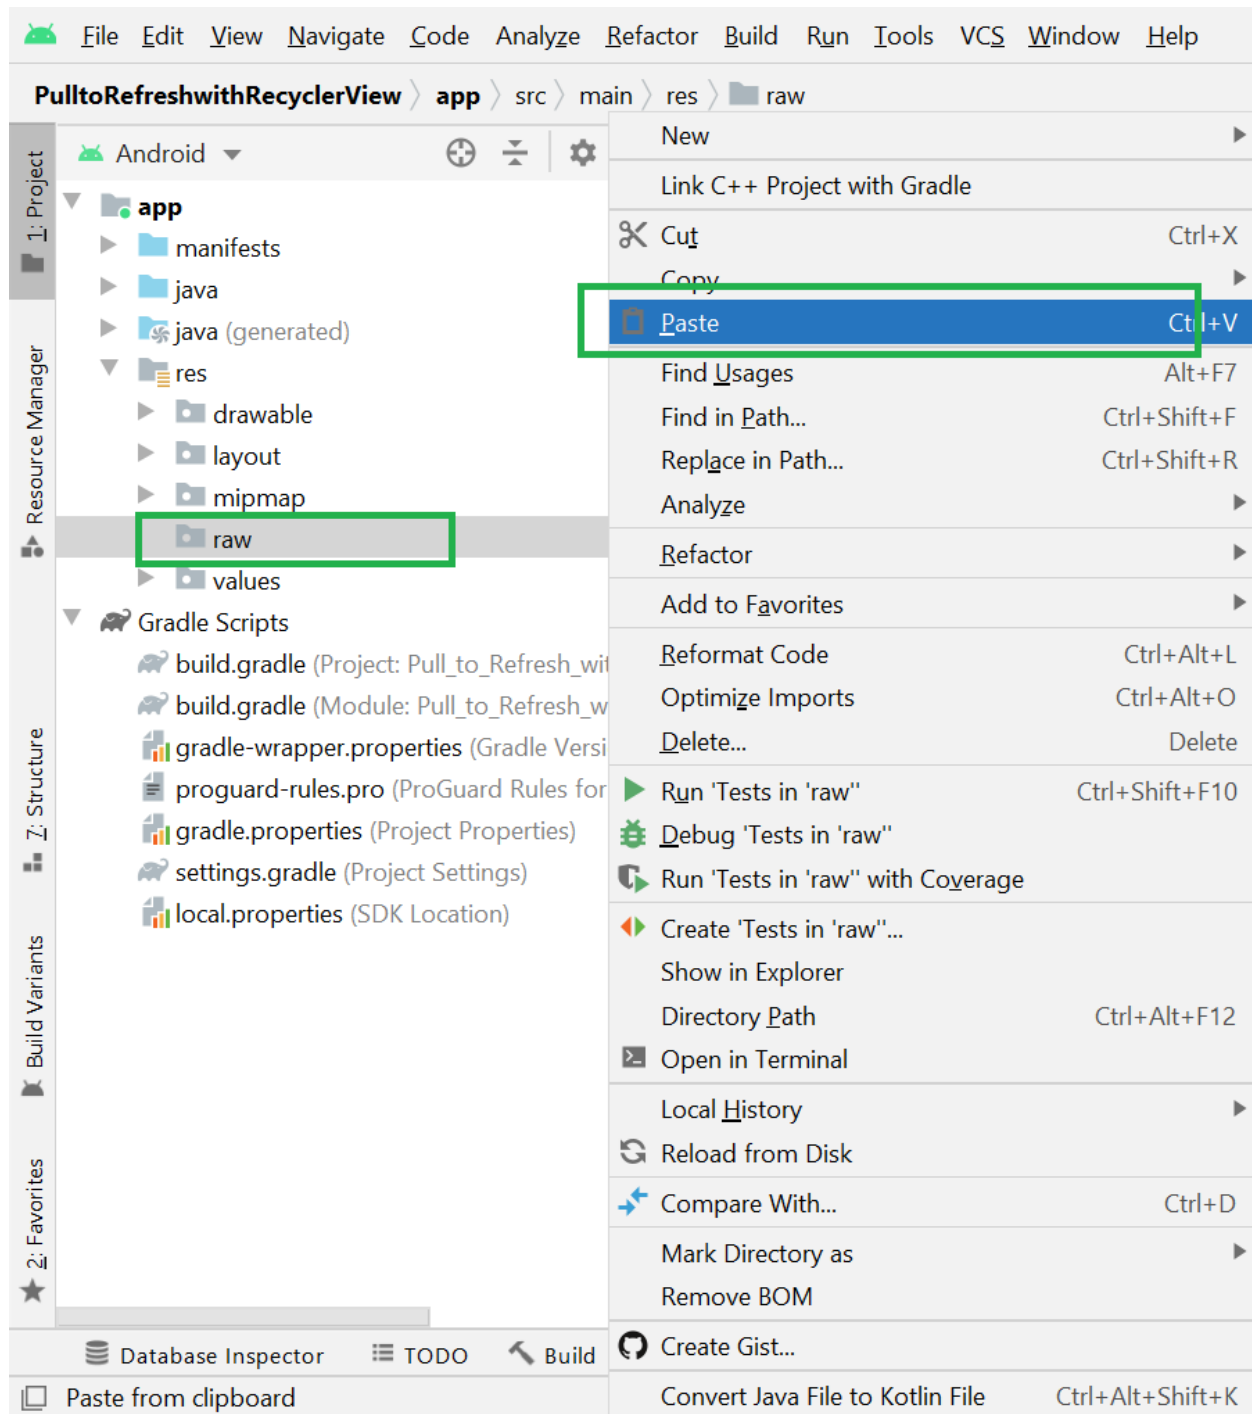 File Edit View Navigate Code Analyze Refactor Build Run Tools VCS Window Help
PulltoRefreshwithRecyclerView app src main res raw
1: Project
Resource Manager
7: Structure
Build Variants
2: Favorites
Android
app
manifests
java
java (generated)
res
drawable
layout
mipmap
raw
values
Gradle Scripts
build.gradle (Project: Pull_to_Refresh_wit
build.gradle (Module: Pull_to_Refresh_w
gradle-wrapper.properties (Gradle Versi
proguard-rules.pro (ProGuard Rules for
gradle.properties (Project Properties)
settings.gradle (Project Settings)
local.properties (SDK Location)
New
Link C++ Project with Gradle
Cut Ctrl+X
Copy
Paste Ctrl+V
Find Usages Alt+F7
Find in Path... Ctrl+Shift+F
Replace in Path... Ctrl+Shift+R
Analyze
Refactor
Add to Favorites
Reformat Code Ctrl+Alt+L
Optimize Imports Ctrl+Alt+O
Delete... Delete
Run 'Tests in 'raw'' Ctrl+Shift+F10
Debug 'Tests in 'raw''
Run 'Tests in 'raw'' with Coverage
Create 'Tests in 'raw''...
Show in Explorer
Directory Path Ctrl+Alt+F12
Open in Terminal
Local History
Reload from Disk
Compare With... Ctrl+D
Mark Directory as
Remove BOM
Create Gist...
Convert Java File to Kotlin File Ctrl+Alt+Shift+K
Database Inspector TODO Build
Paste from clipboard